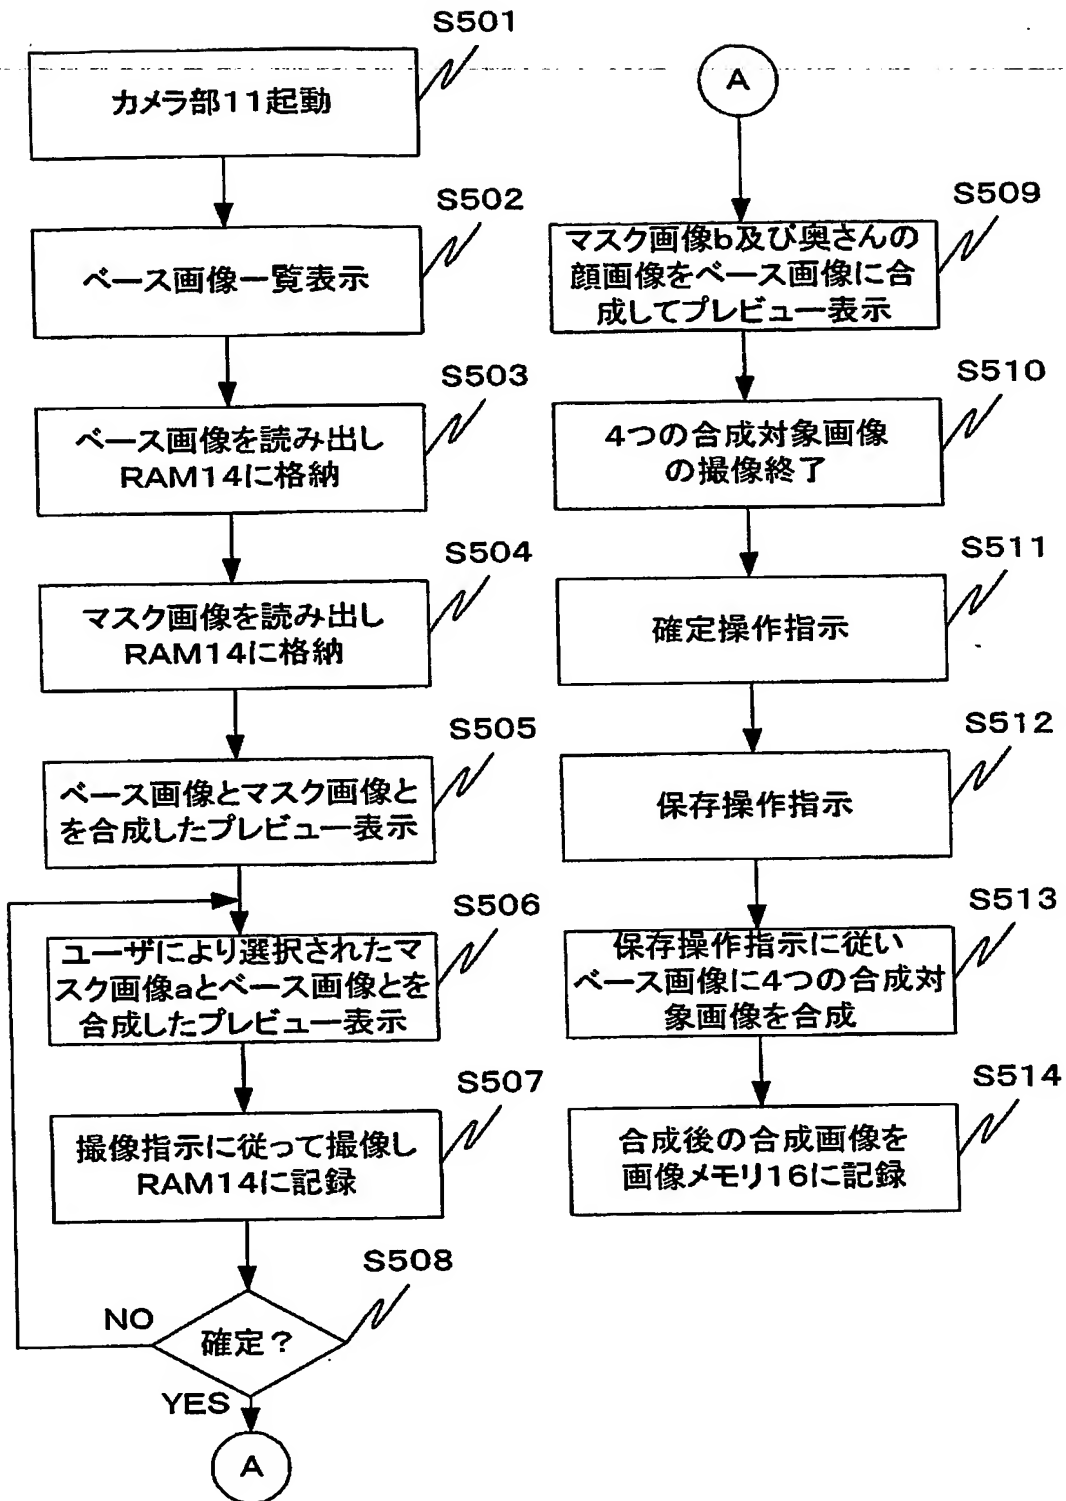 S501
カメラ部11起動
S502
ベース画像一覧表示
S503
ベース画像を読み出し
RAM14に格納
S504
マスク画像を読み出し
RAM14に格納
S505
ベース画像とマスク画像と
を合成したプレビュー表示
S506
ユーザにより選択されたマ
スク画像aとベース画像とを
合成したプレビュー表示
S507
撮像指示に従って撮像し
RAM14に記録
S508
確定？
NO
YES
A
A
S509
マスク画像b及び奥さんの
顔画像をベース画像に合
成してプレビュー表示
S510
4つの合成対象画像
の撮像終了
S511
確定操作指示
S512
保存操作指示
S513
保存操作指示に従い
ベース画像に4つの合成対
象画像を合成
S514
合成後の合成画像を
画像メモリ16に記録